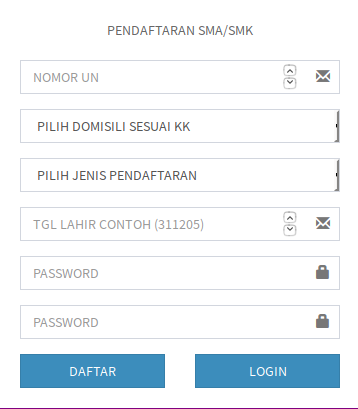 PENDAFTARAN SMA/SMK
NOMOR UN
PILIH DOMISILI SESUAI KK
PILIH JENIS PENDAFTARAN
TGL LAHIR CONTOH (311205)
PASSWORD
PASSWORD
DAFTAR
LOGIN